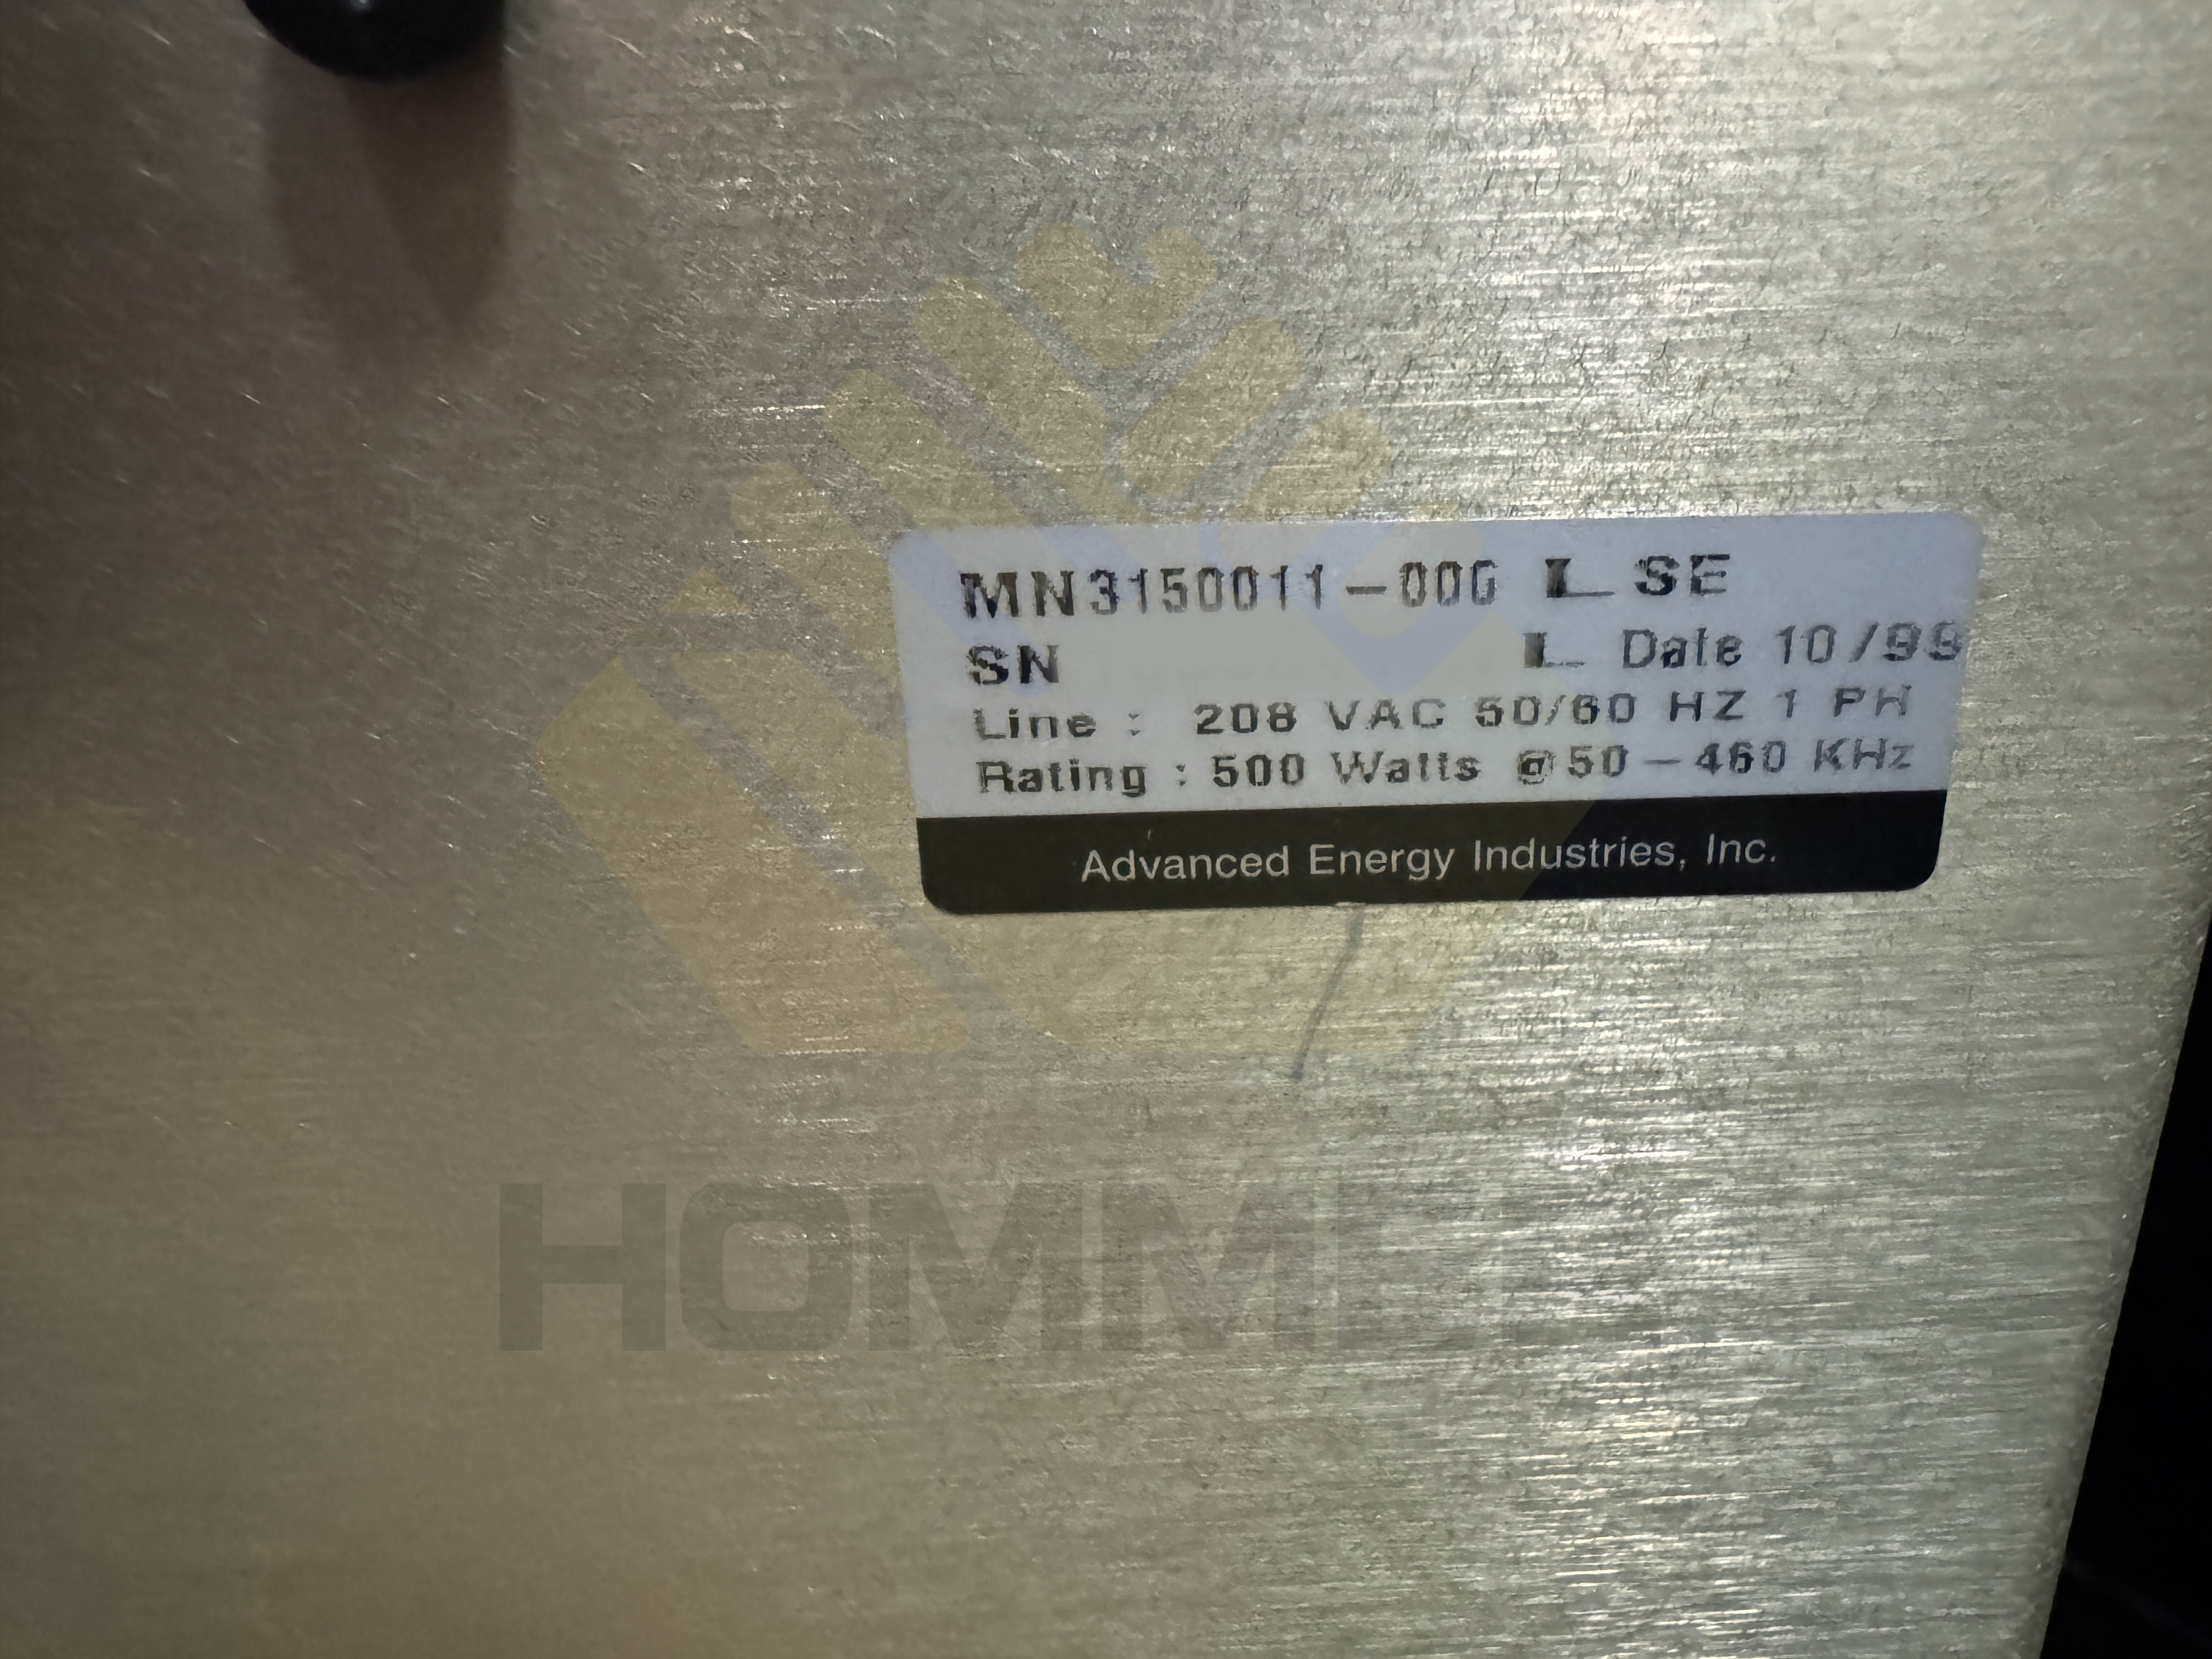 MN3150011-000 L SE
SN L Date 10/99
Line : 208 VAC 50/60 HZ 1 PH
Rating : 500 Watts @50-460 KHz
Advanced Energy Industries, Inc.